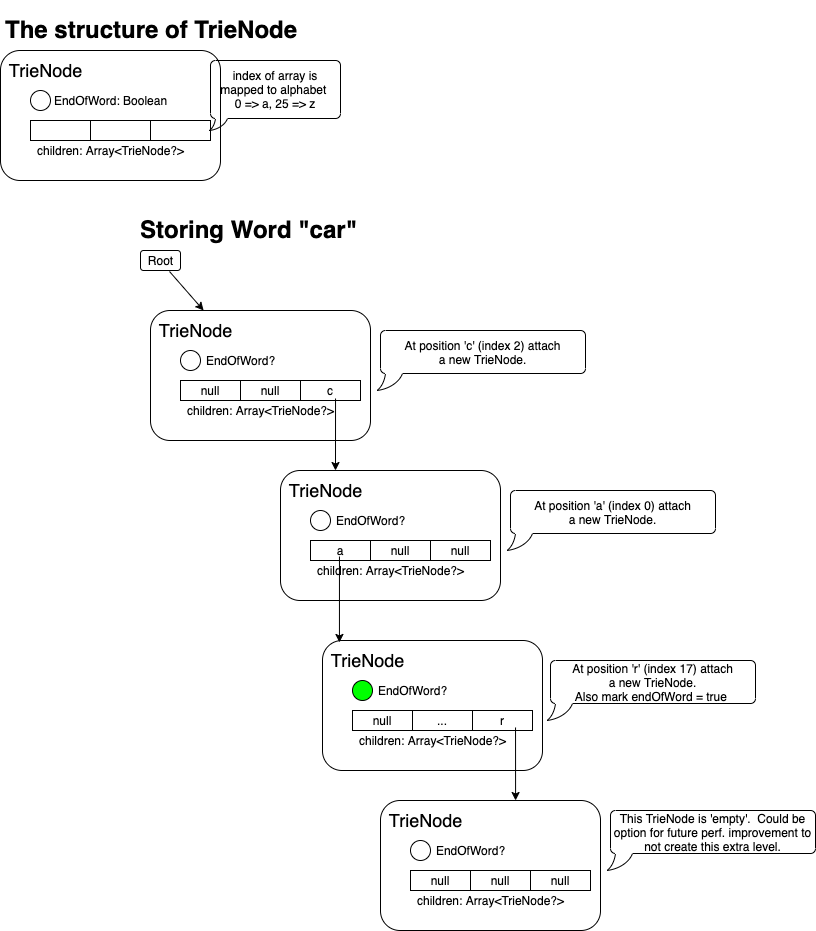 The structure of TrieNode
TrieNode
EndOfWord: Boolean
children: Array<TrieNode?>
index of array is
mapped to alphabet
0 => a, 25 => z
Storing Word "car"
Root
TrieNode
EndOfWord?
null null c
children: Array<TrieNode?>
At position 'c' (index 2) attach
a new TrieNode.
TrieNode
EndOfWord?
a null null
children: Array<TrieNode?>
At position 'a' (index 0) attach
a new TrieNode.
TrieNode
EndOfWord?
null ... r
children: Array<TrieNode?>
At position 'r' (index 17) attach
a new TrieNode.
Also mark endOfWord = true
TrieNode
EndOfWord?
null null null
children: Array<TrieNode?>
This TrieNode is 'empty'.  Could be
option for future perf. improvement to
not create this extra level.